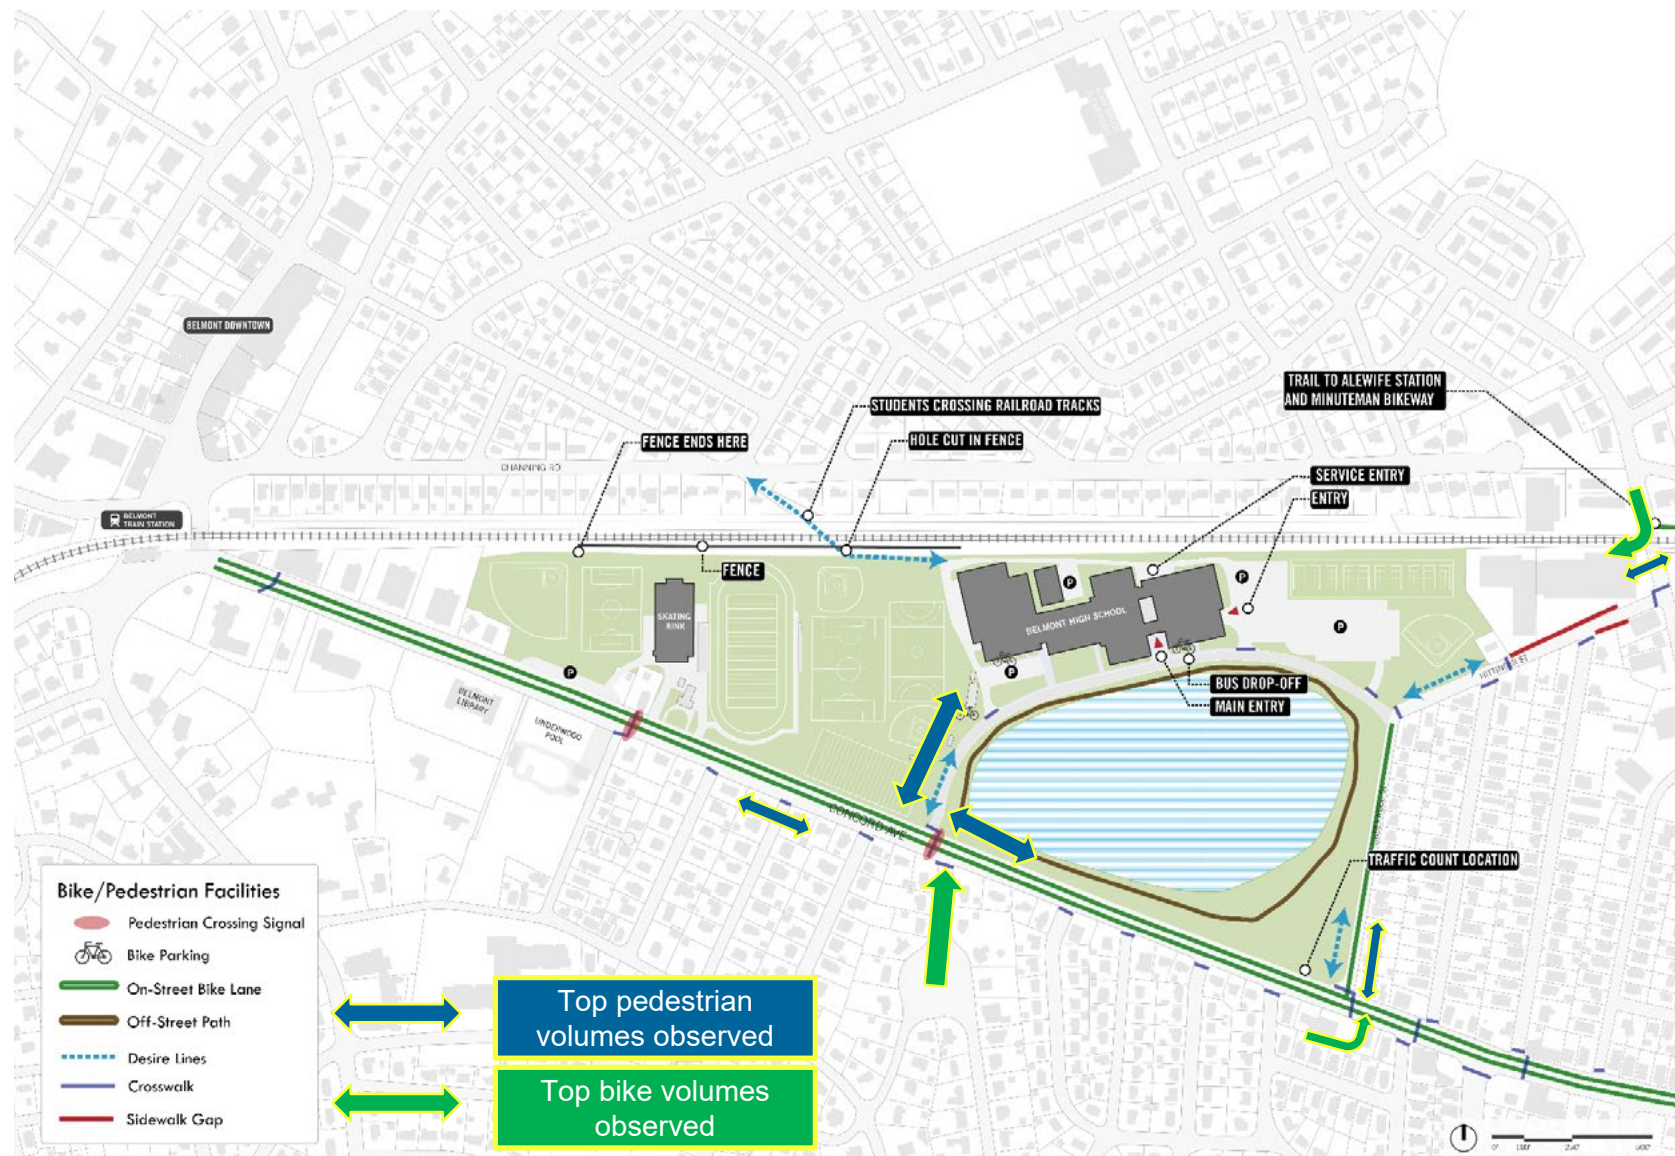 BELMONT DOWNTOWN
TRAIL TO ALEWIFE STATION
AND MINUTEMAN BIKEWAY
STUDENTS CROSSING RAILROAD TRACKS
FENCE ENDS HERE
HOLE CUT IN FENCE
CHANNING RD
SERVICE ENTRY
ENTRY
BELMONT
TRAIN STATION
FENCE
P
P
SKATING
RINK
BELMONT HIGH SCHOOL
P
P
P
HITTINGER ST
BUS DROP-OFF
MAIN ENTRY
BELMONT
LIBRARY
UNDERWOOD
POOL
CONCORD AVE
TRAFFIC COUNT LOCATION
Bike/Pedestrian Facilities
Pedestrian Crossing Signal
Bike Parking
On-Street Bike Lane
Off-Street Path
Desire Lines
Crosswalk
Sidewalk Gap
Top pedestrian
volumes observed
Top bike volumes
observed